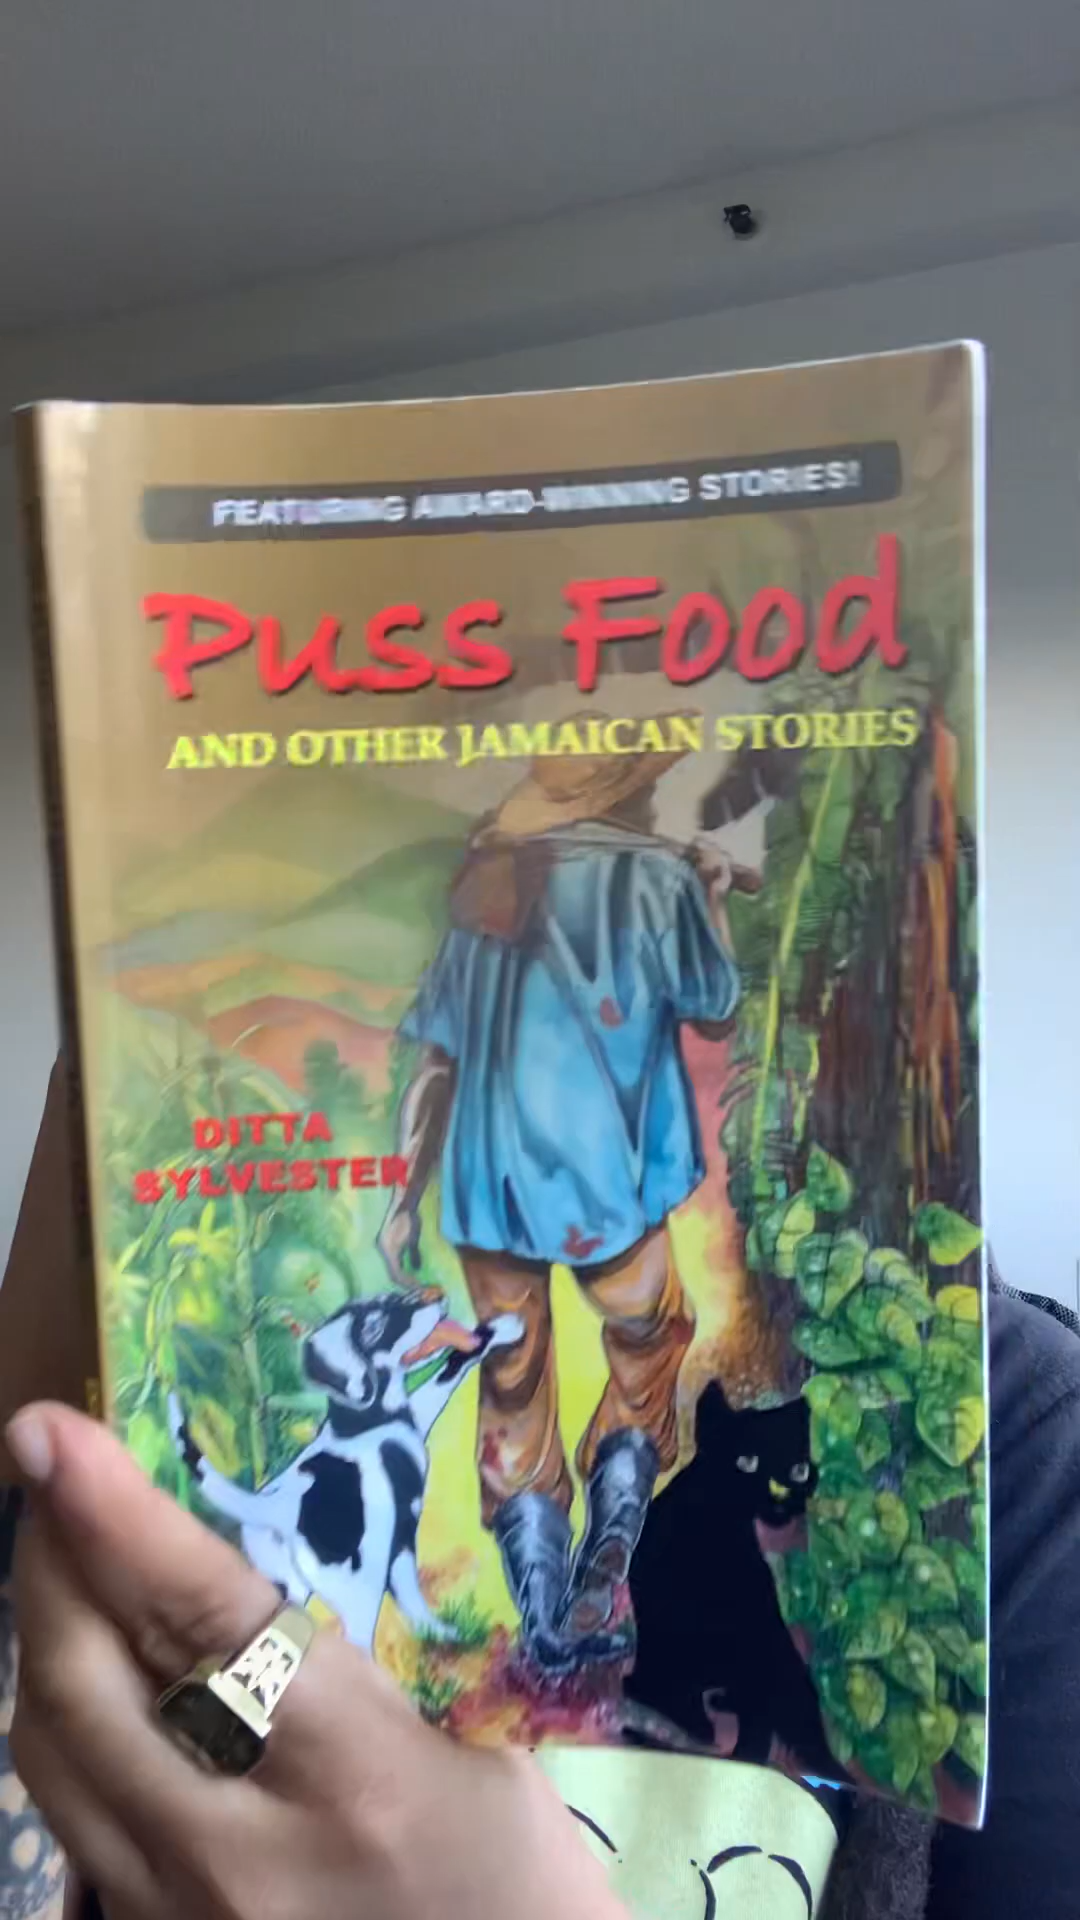 FEATURING AWARD-WINNING STORIES!
Puss Food
AND OTHER JAMAICAN STORIES
DITTA
SYLVESTER